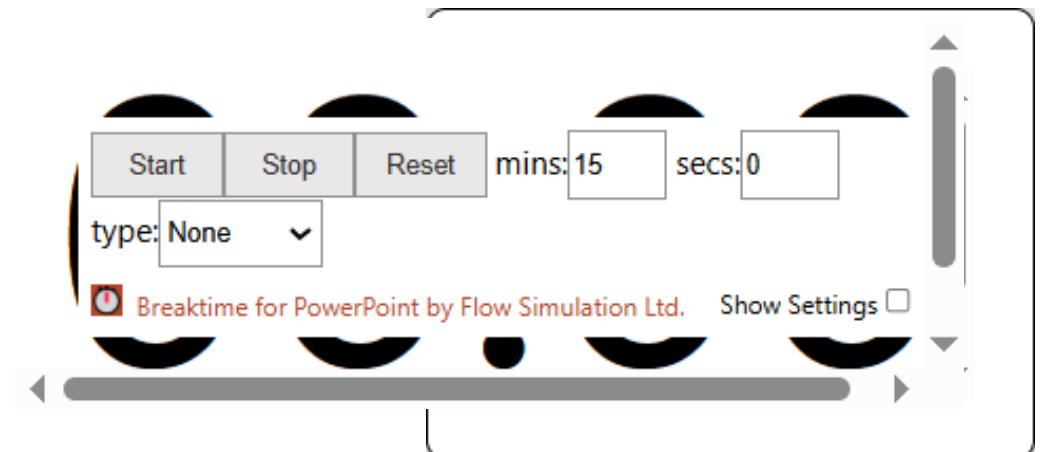 Start Stop Reset mins: 15 secs: 0
type: None
Breaktime for PowerPoint by Flow Simulation Ltd. Show Settings